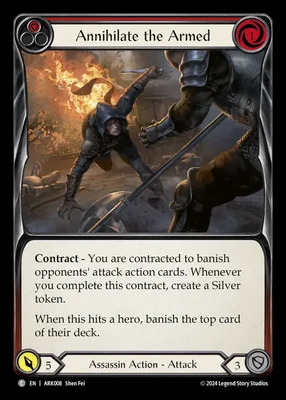 Annihilate the Armed
1
Contract - You are contracted to banish
opponents' attack action cards. Whenever
you complete this contract, create a Silver
token.
When this hits a hero, banish the top card
of their deck.
5
Assassin Action - Attack
3
C EN | ARK008 Shen Fei
©2024 Legend Story Studios